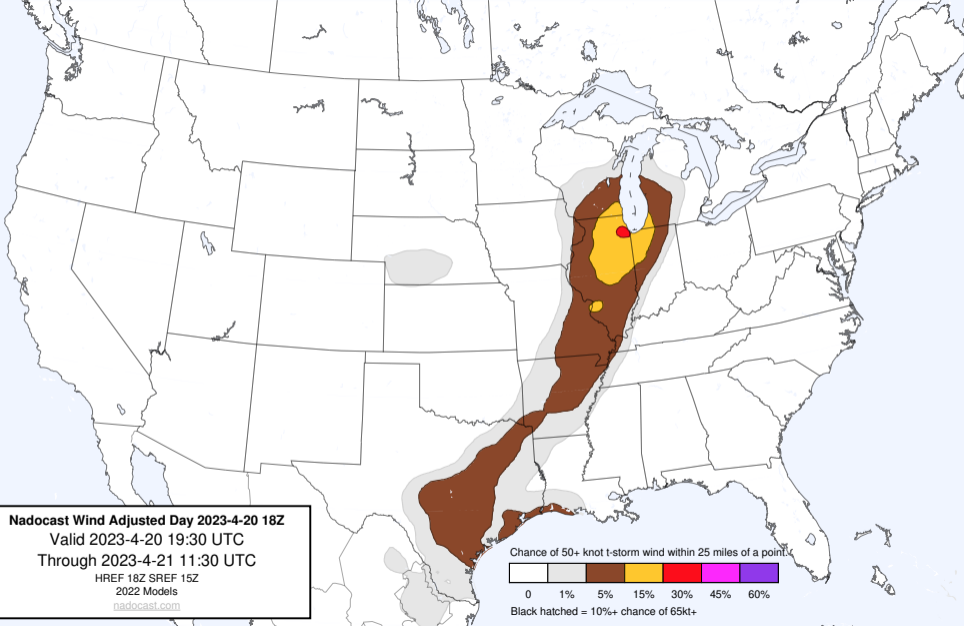 Nadocast Wind Adjusted Day 2023-4-20 18Z
Valid 2023-4-20 19:30 UTC
Through 2023-4-21 11:30 UTC
HREF 18Z SREF 15Z
2022 Models
nadocast.com
Chance of 50+ knot t-storm wind within 25 miles of a point.
0 1% 5% 15% 30% 45% 60%
Black hatched = 10%+ chance of 65kt+